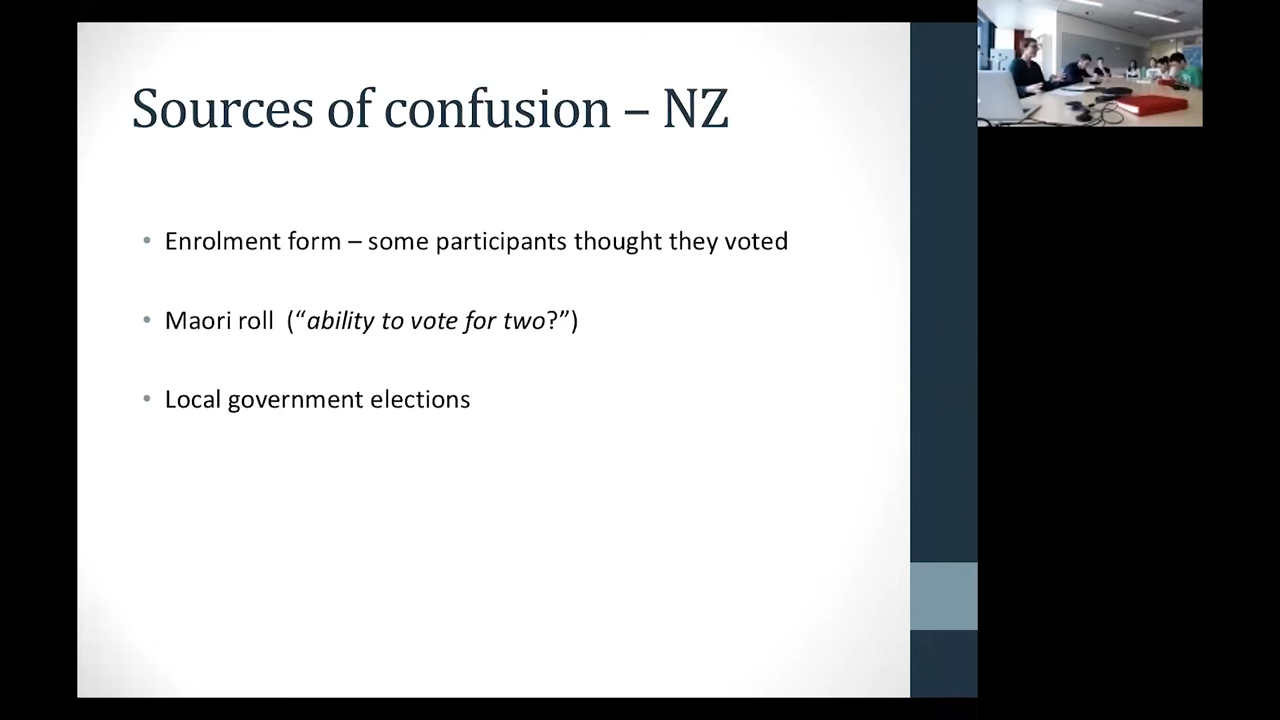 Sources of confusion – NZ
• Enrolment form – some participants thought they voted
• Maori roll (“ability to vote for two?”)
• Local government elections